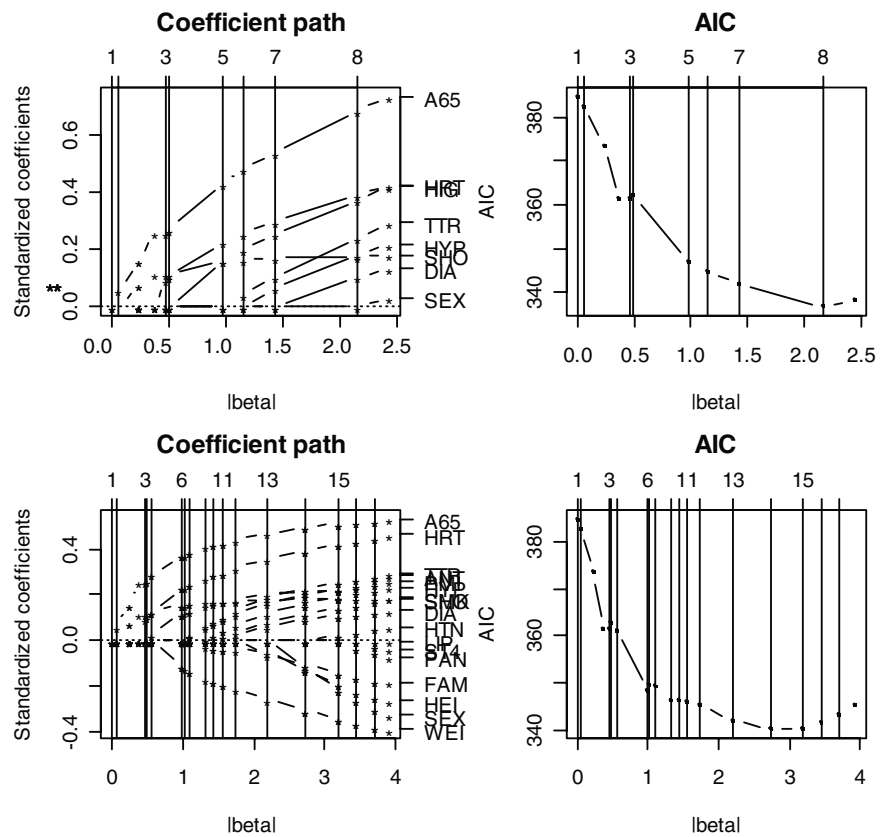 Coefficient path
1 3 5 7 8
Standardized coefficients
0.6
0.4
0.2
0.0
**
A65
HRT
HIG
TTR
HYP
SHO
DIA
SEX
0.0 0.5 1.0 1.5 2.0 2.5
|beta|
AIC
1 3 5 7 8
AIC
380
360
340
0.0 0.5 1.0 1.5 2.0 2.5
|beta|
Coefficient path
1 3 6 11 13 15
Standardized coefficients
0.4
0.0
-0.4
A65
HRT
DIA
HTN
ST4
FAN
FAM
HEI
SEX
WEI
0 1 2 3 4
|beta|
AIC
1 3 6 11 13 15
AIC
380
360
340
0 1 2 3 4
|beta|